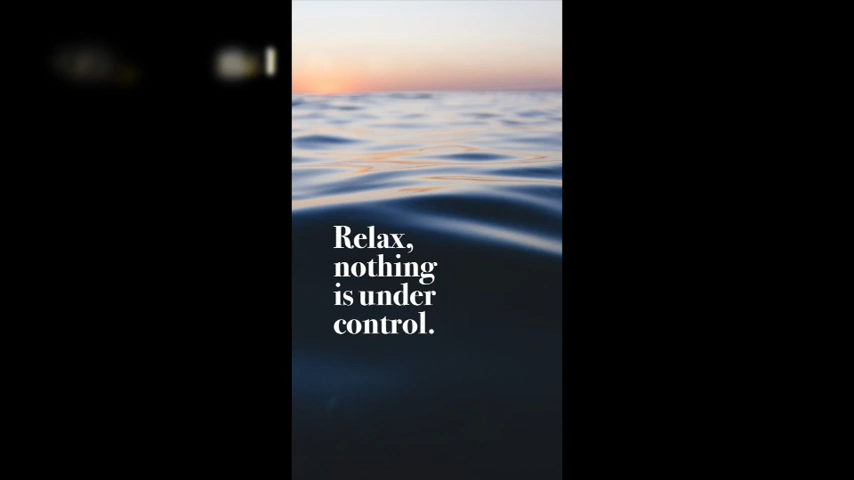 Relax,
nothing
is under
control.